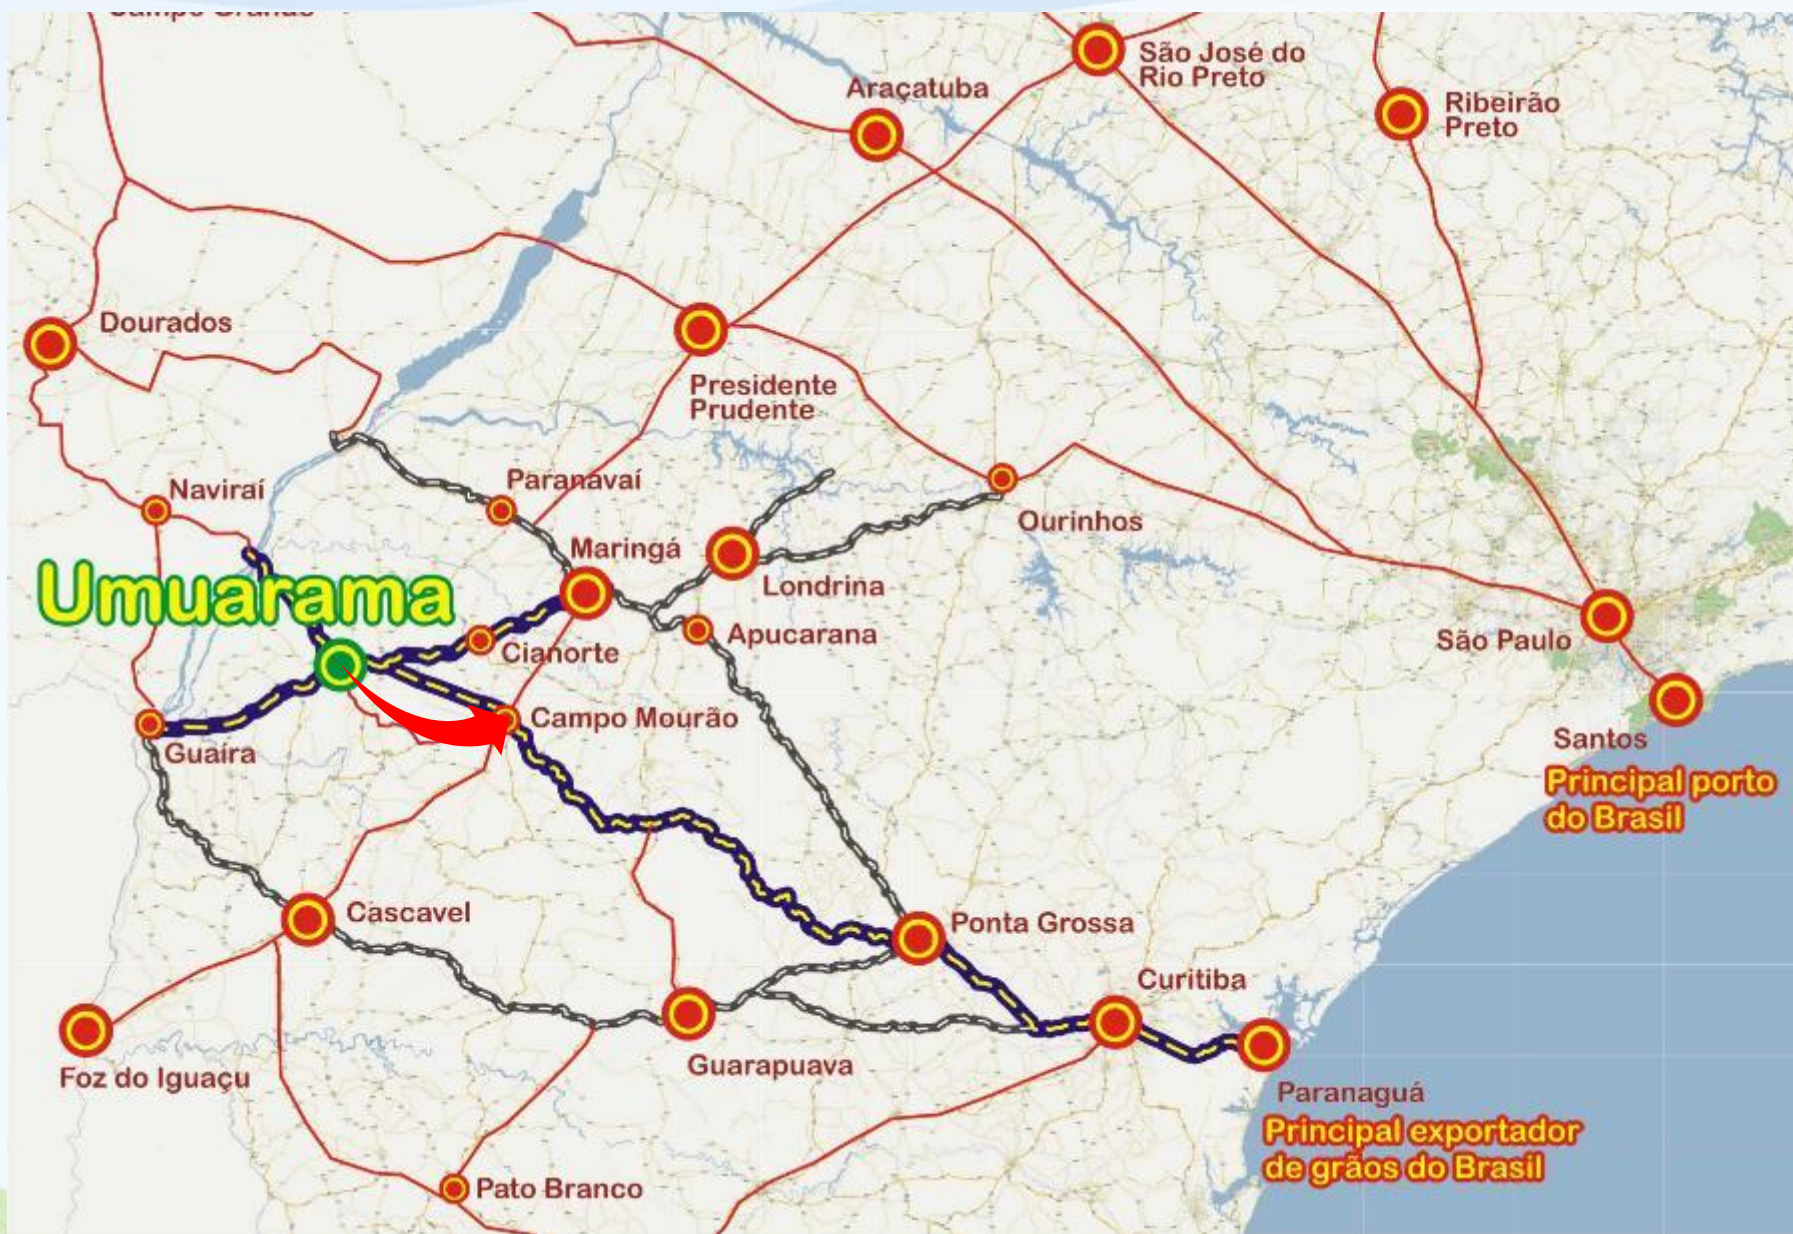 Campo Grande
São José do
Rio Preto
Araçatuba
Ribeirão
Preto
Dourados
Presidente
Prudente
Paranavaí
Naviraí
Ourinhos
Maringá
Londrina
Umuarama
Apucarana
São Paulo
Cianorte
Campo Mourão
Guaíra
Santos
Principal porto
do Brasil
Cascavel
Ponta Grossa
Curitiba
Guarapuava
Foz do Iguaçu
Paranaguá
Principal exportador
de grãos do Brasil
Pato Branco